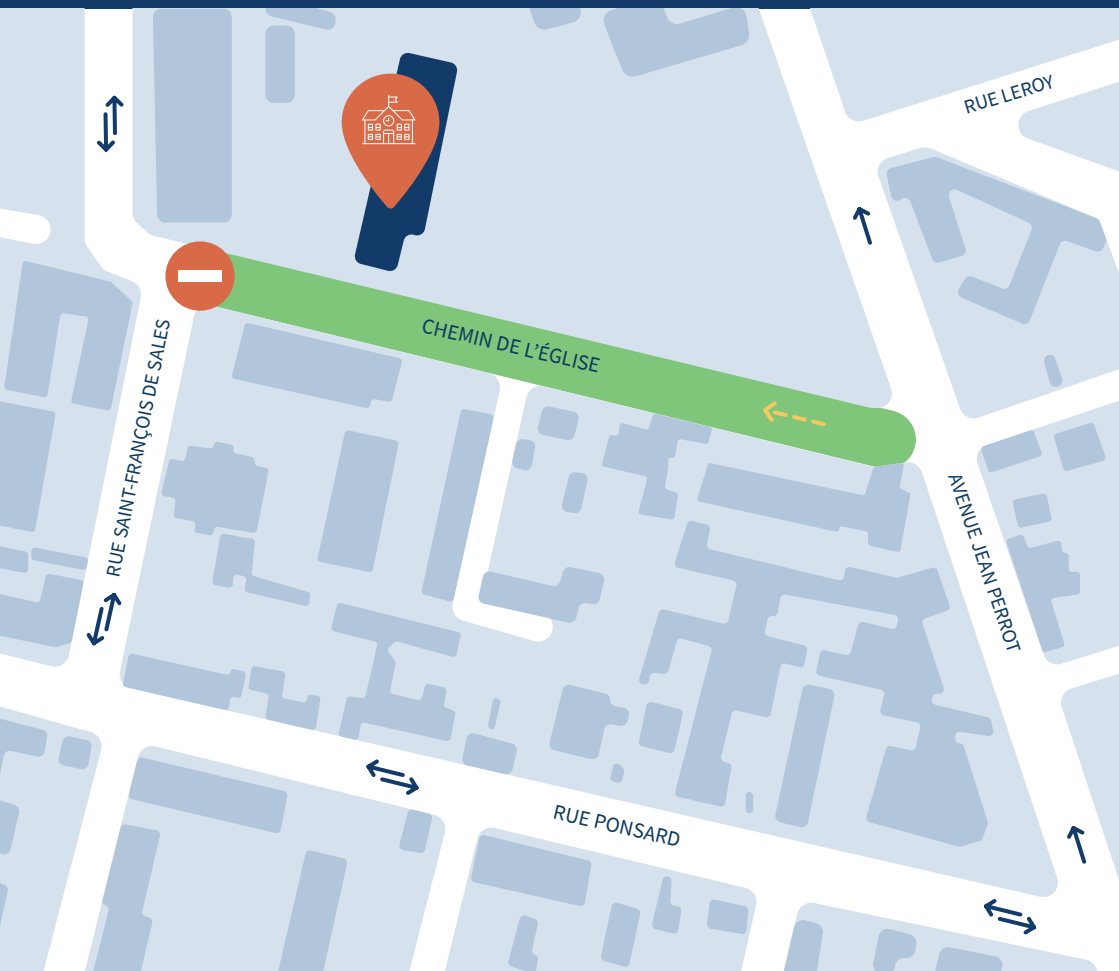 RUE LEROY
CHEMIN DE L’ÉGLISE
RUE SAINT-FRANÇOIS DE SALES
AVENUE JEAN PERROT
RUE PONSARD